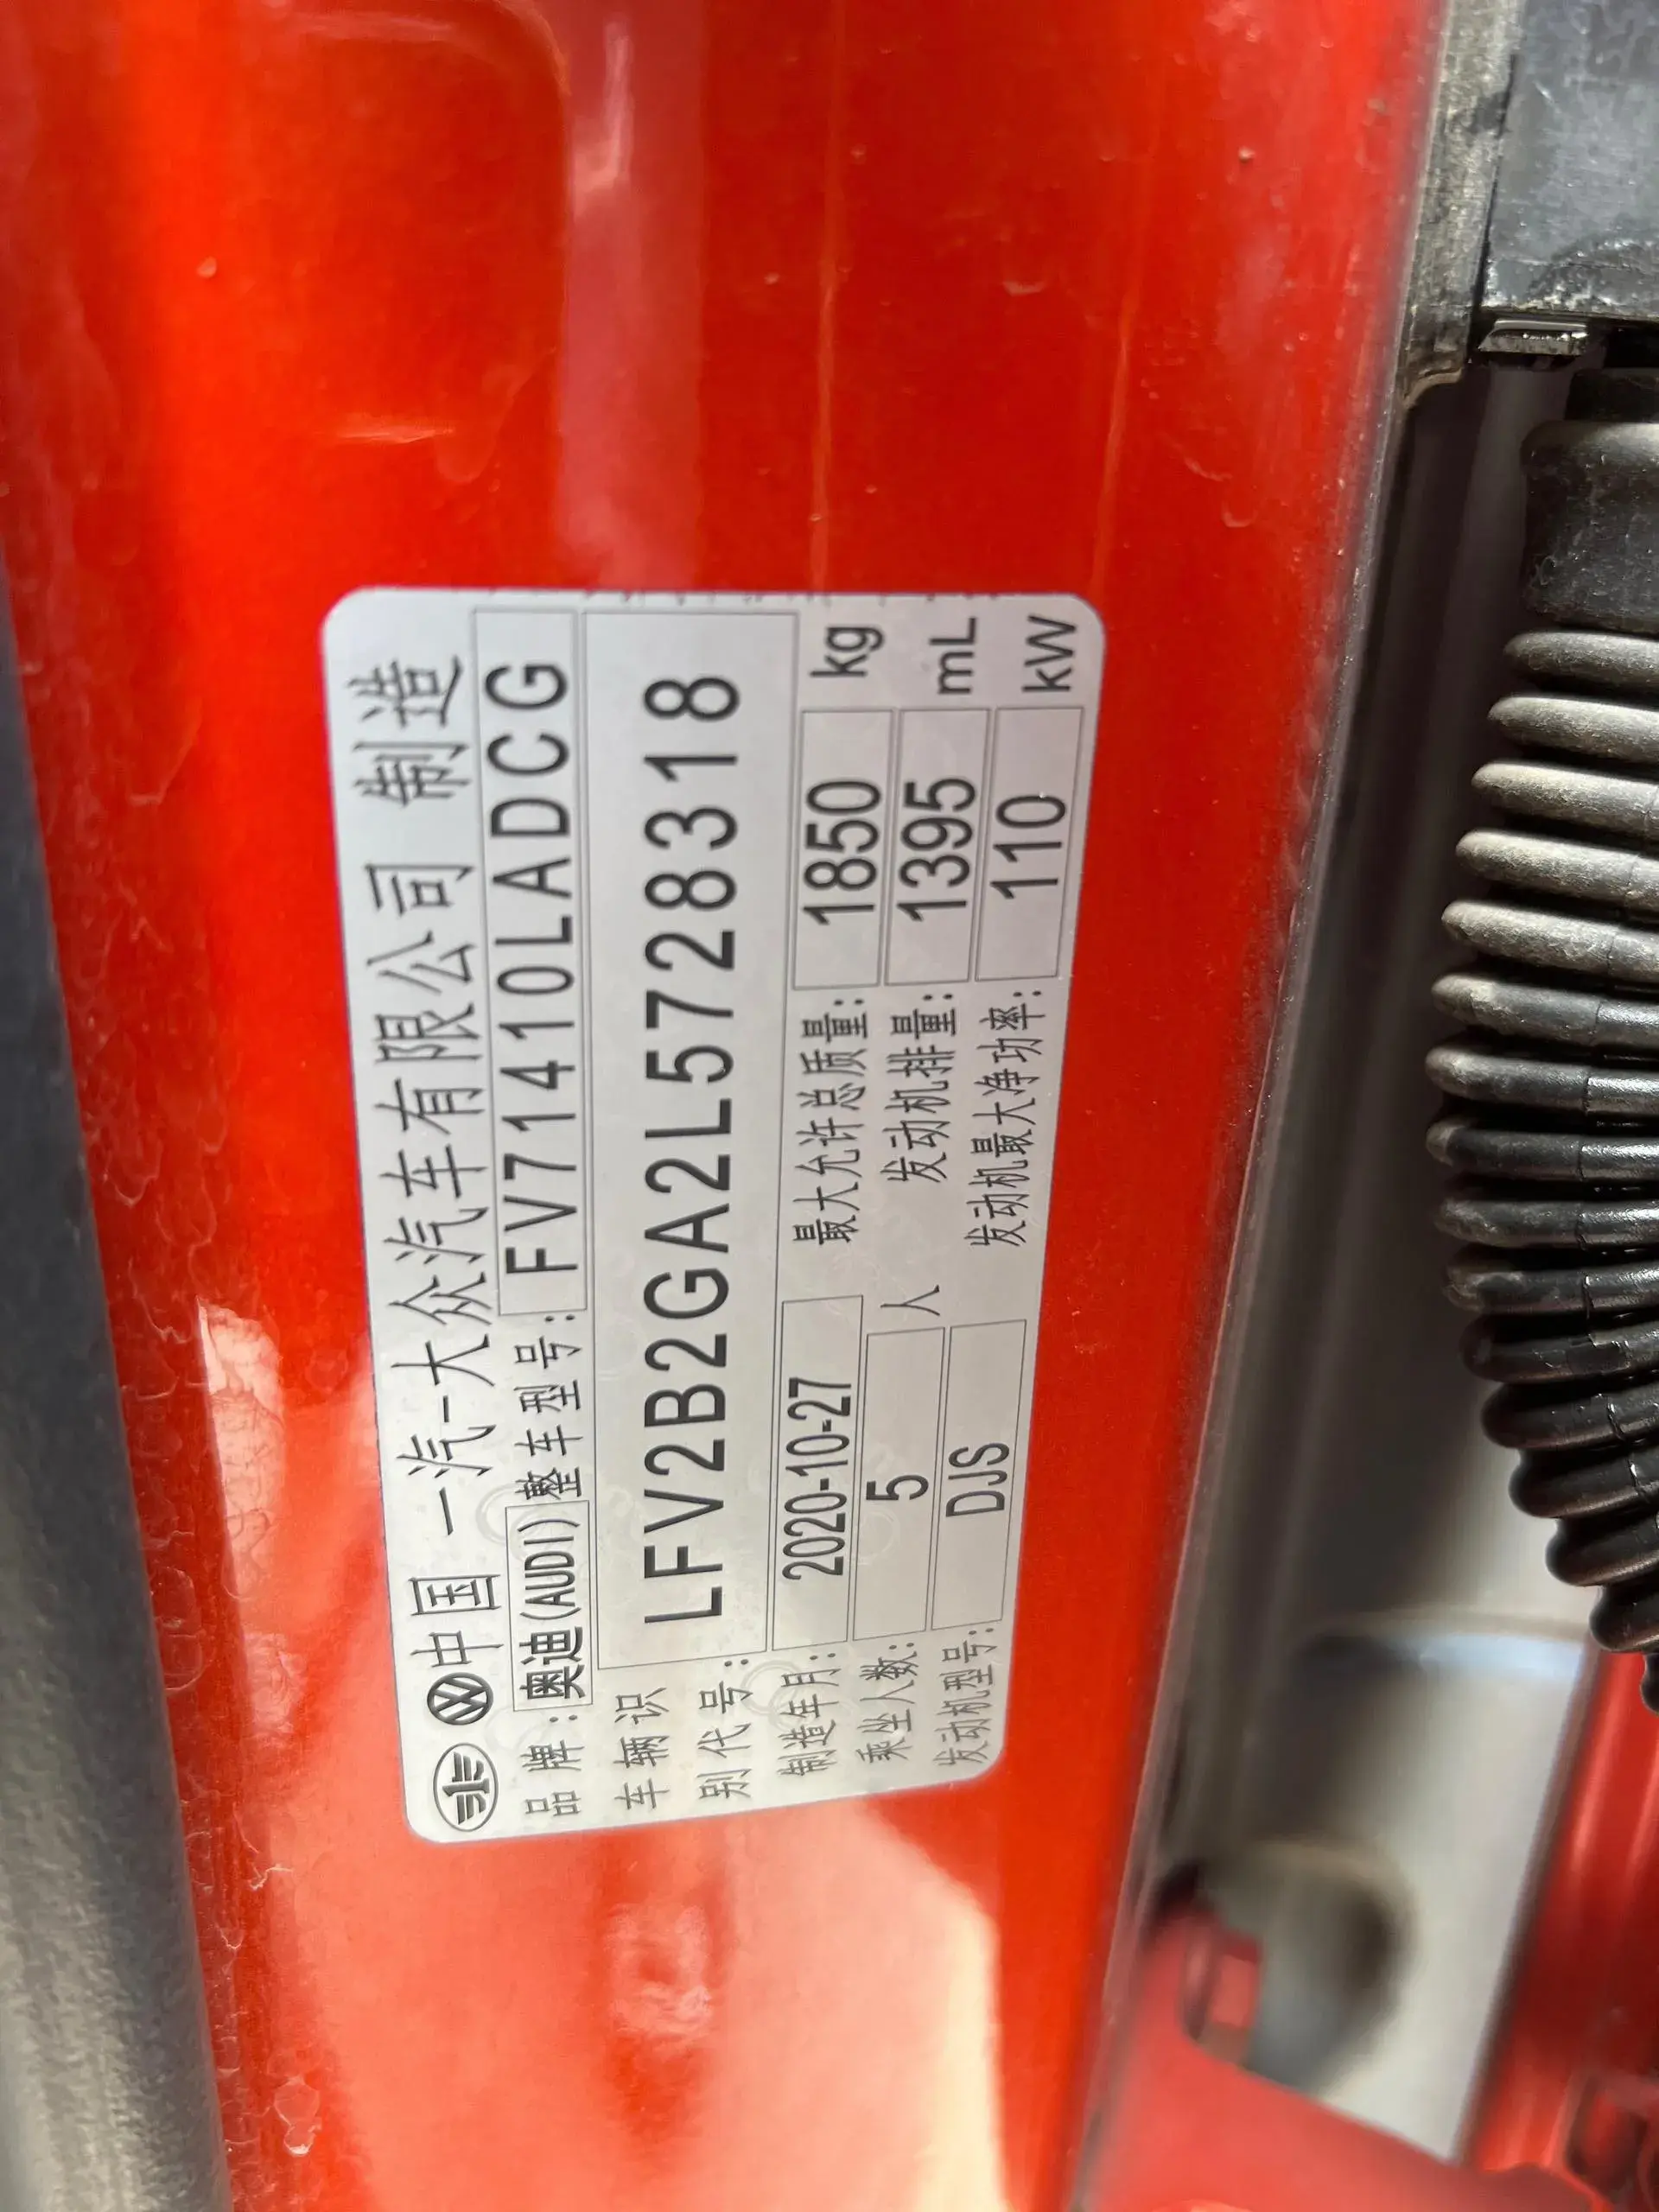 中国 一汽-大众汽车有限公司 制造
品牌: 奥迪(AUDI) 整车型号: FV71410LADCG
车辆识别代号: LFV2B2GA2L5728318
制造年月: 2020-10-27 最大允许总质量: 1850 kg
乘坐人数: 5 人 发动机排量: 1395 mL
发动机型号: DJS 发动机最大净功率: 110 kW